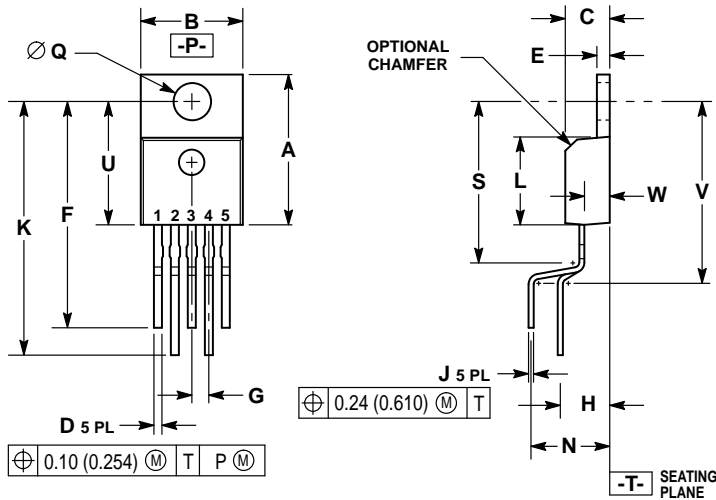 B
-P-
Ø Q
U
A
F
K
1 2 3 4 5
G
D 5 PL
⌖ 0.10 (0.254) Ⓜ T P Ⓜ
C
OPTIONAL
CHAMFER
E
S
L
V
W
J 5 PL
⌖ 0.24 (0.610) Ⓜ T
H
N
-T- SEATING
PLANE